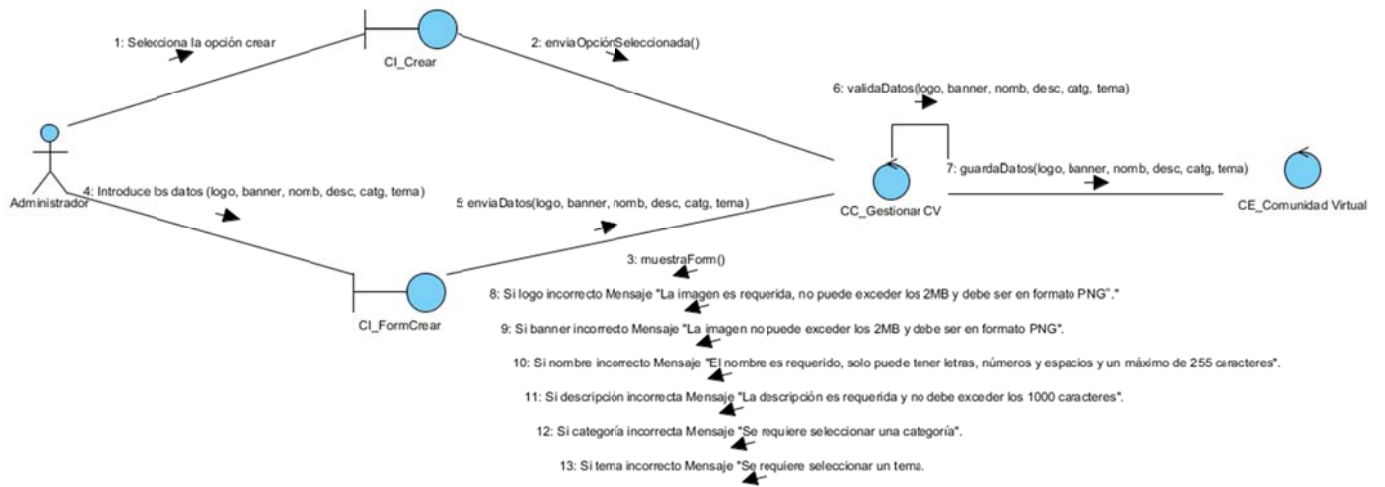 1: Selecciona la opción crear
2: enviaOpciónSeleccionada()
CI_Crear
6: validaDatos(logo, banner, nomb, desc, catg, tema)
7: guardaDatos(logo, banner, nomb, desc, catg, tema)
4: Introduce los datos (logo, banner, nomb, desc, catg, tema)
Administrador
5: enviaDatos(logo, banner, nomb, desc, catg, tema)
CC_Gestionar CV
CE_Comunidad Virtual
3: muestraForm()
8: Si logo incorrecto Mensaje "La imagen es requerida, no puede exceder los 2MB y debe ser en formato PNG"."
CI_FormCrear
9: Si banner incorrecto Mensaje "La imagen no puede exceder los 2MB y debe ser en formato PNG".
10: Si nombre incorrecto Mensaje "El nombre es requerido, solo puede tener letras, números y espacios y un máximo de 255 caracteres".
11: Si descripción incorrecta Mensaje "La descripción es requerida y no debe exceder los 1000 caracteres".
12: Si categoría incorrecta Mensaje "Se requiere seleccionar una categoría".
13: Si tema incorrecto Mensaje "Se requiere seleccionar un tema.